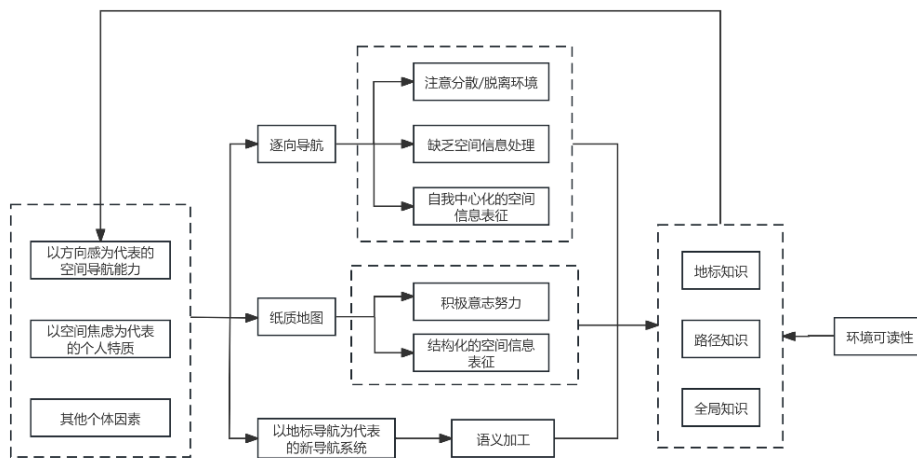 以方向感为代表的
空间导航能力
以空间焦虑为代表
的个人特质
其他个体因素
逐向导航
纸质地图
以地标导航为代表
的新导航系统
注意分散/脱离环境
缺乏空间信息处理
自我中心化的空间
信息表征
积极意志努力
结构化的空间信息
表征
语义加工
地标知识
路径知识
全局知识
环境可读性